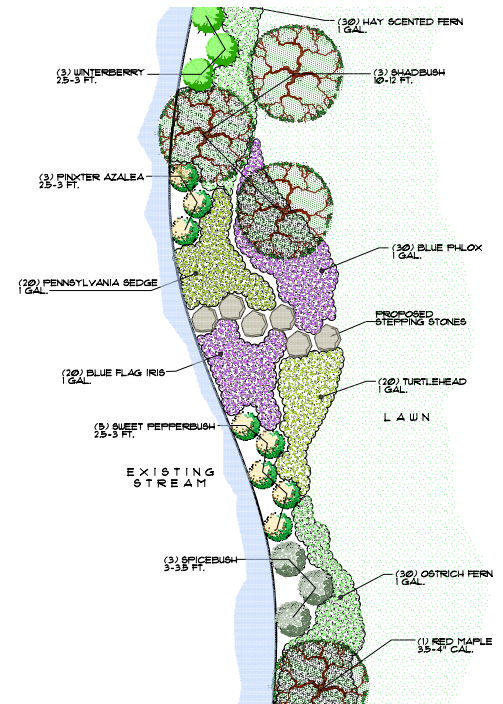 (30) HAY SCENTED FERN
1 GAL.
(3) WINTERBERRY
2.5-3 FT.
(3) SHADBUSH
10-12 FT.
(3) PINXTER AZALEA
2.5-3 FT.
(30) BLUE PHLOX
1 GAL.
(20) PENNSYLVANIA SEDGE
1 GAL.
PROPOSED
STEPPING STONES
(20) BLUE FLAG IRIS
1 GAL.
(20) TURTLEHEAD
1 GAL.
LAWN
(5) SWEET PEPPERBUSH
2.5-3 FT.
EXISTING
STREAM
(3) SPICEBUSH
3-3.5 FT.
(30) OSTRICH FERN
1 GAL.
(1) RED MAPLE
3.5-4" CAL.